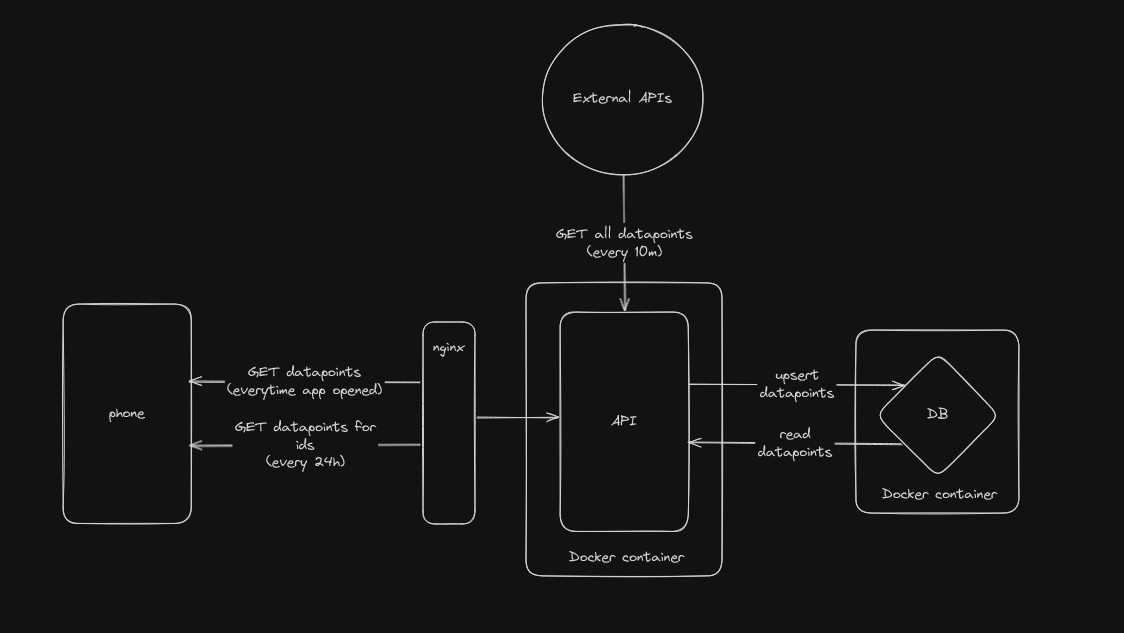 External APIs
GET all datapoints
(every 10m)
nginx
GET datapoints
(everytime app opened)
phone
GET datapoints for
ids
(every 24h)
API
upsert
datapoints
DB
read
datapoints
Docker container
Docker container